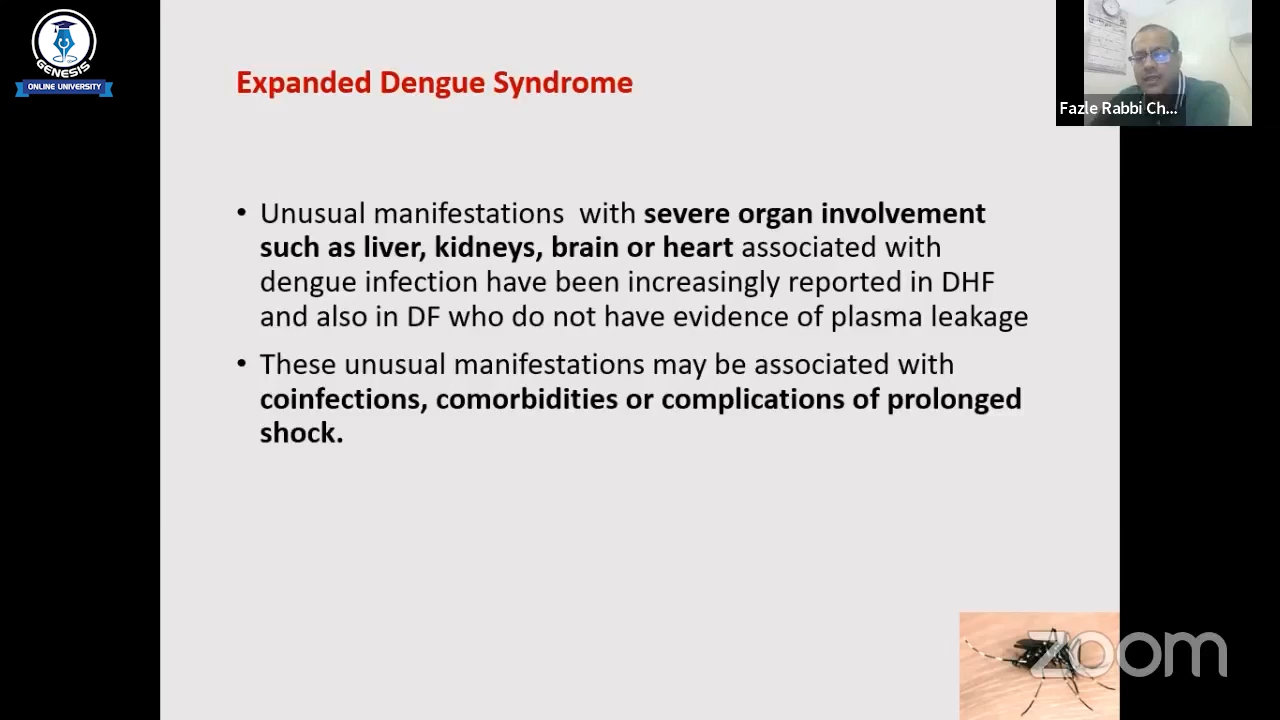 GENESIS
ONLINE UNIVERSITY
Expanded Dengue Syndrome
Fazle Rabbi Ch...
• Unusual manifestations  with severe organ involvement
such as liver, kidneys, brain or heart associated with
dengue infection have been increasingly reported in DHF
and also in DF who do not have evidence of plasma leakage
• These unusual manifestations may be associated with
coinfections, comorbidities or complications of prolonged
shock.
zoom